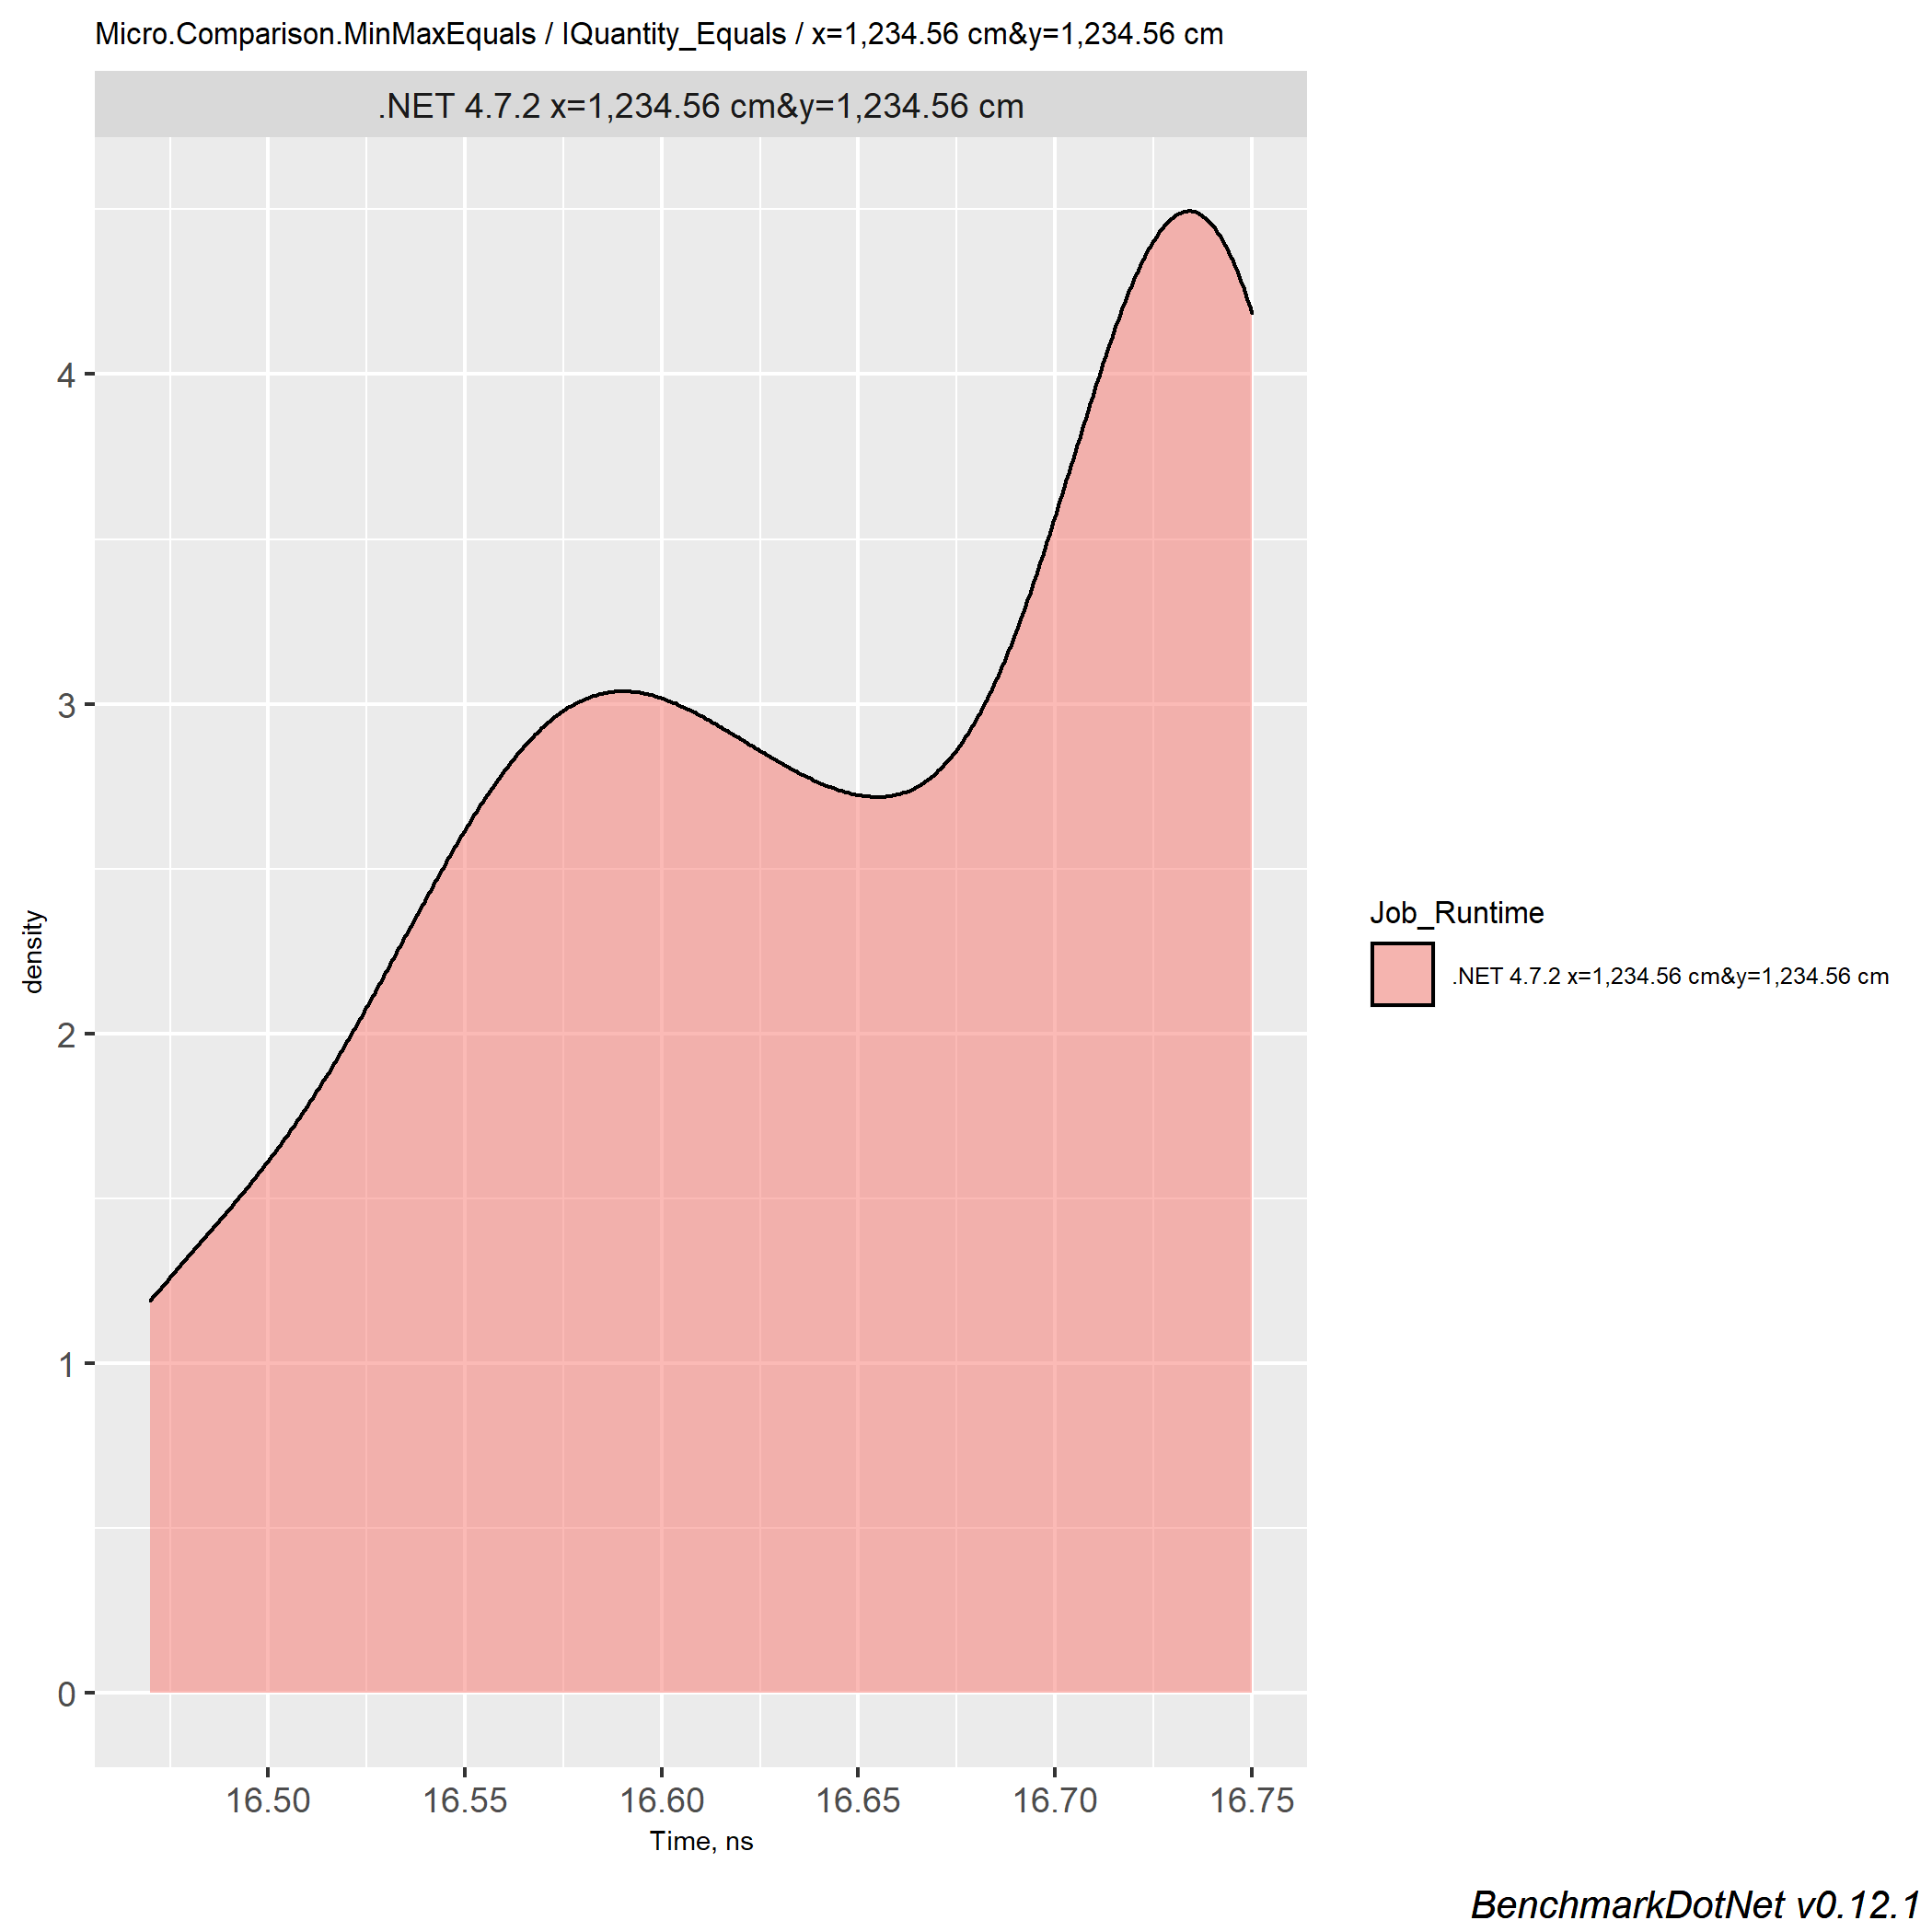 Micro.Comparison.MinMaxEquals / IQuantity_Equals / x=1,234.56 cm&y=1,234.56 cm
.NET 4.7.2 x=1,234.56 cm&y=1,234.56 cm
4
3
2
1
0
density
16.50 16.55 16.60 16.65 16.70 16.75
Time, ns
Job_Runtime
.NET 4.7.2 x=1,234.56 cm&y=1,234.56 cm
BenchmarkDotNet v0.12.1